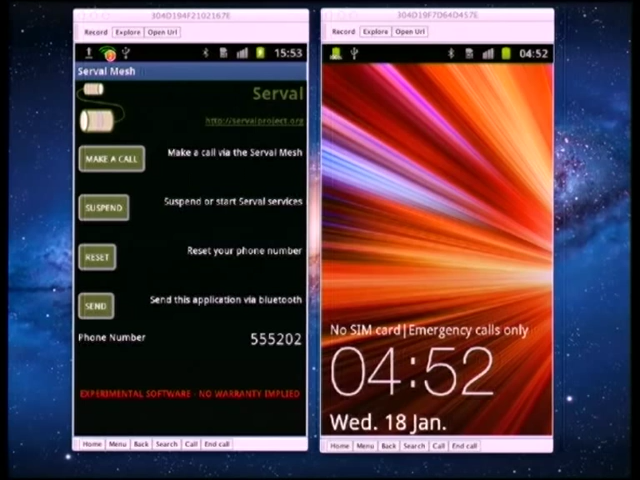 304D194F2102167E
Record Explore Open Url
15:53
Serval Mesh
Serval
http://servalproject.org
MAKE A CALL Make a call via the Serval Mesh
SUSPEND Suspend or start Serval services
RESET Reset your phone number
SEND Send this application via bluetooth
Phone Number 555202
EXPERIMENTAL SOFTWARE - NO WARRANTY IMPLIED
Home Menu Back Search Call End call
304D19F7D64D457E
Record Explore Open Url
04:52
No SIM card|Emergency calls only
04:52
Wed. 18 Jan.
Home Menu Back Search Call End call